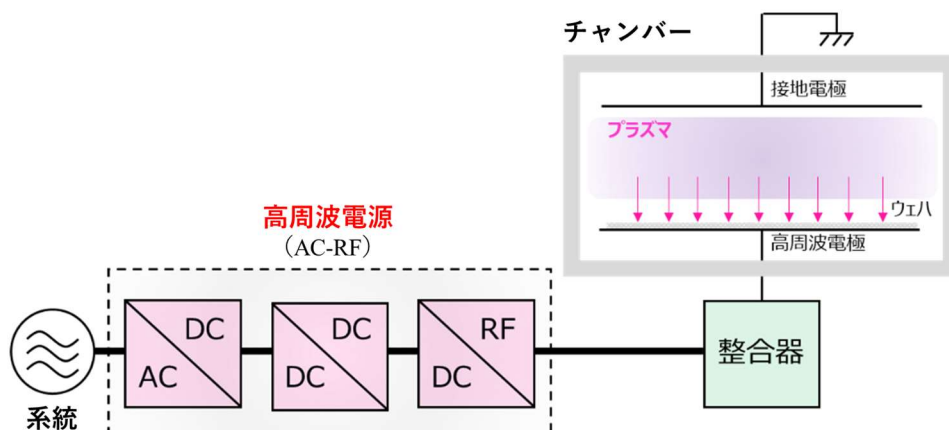 チャンバー
接地電極
プラズマ
ウェハ
高周波電極
高周波電源
（AC-RF）
DC
AC
DC
DC
RF
DC
整合器
系統